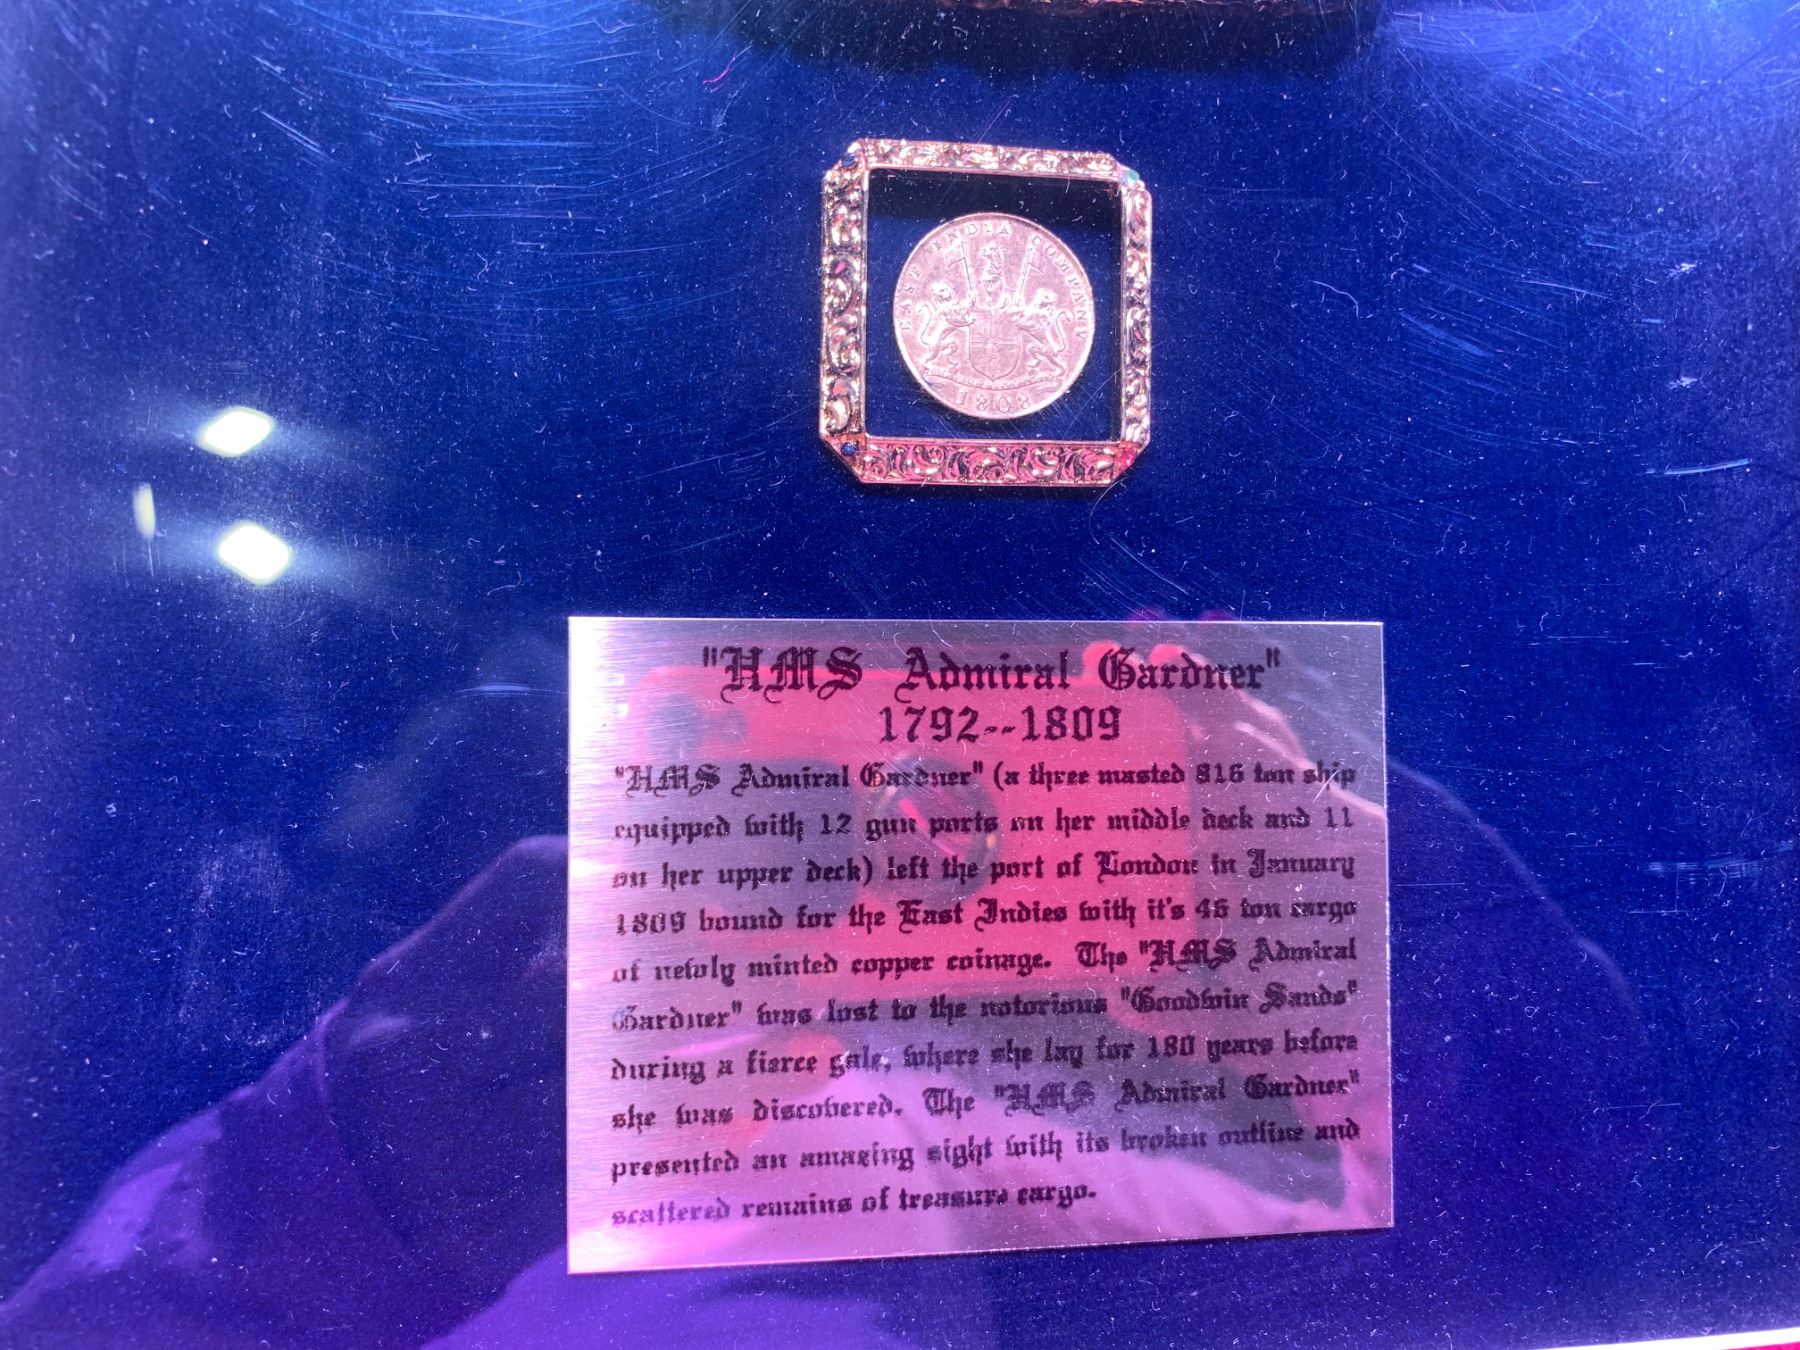 EAST INDIA COMPANY
1808
"HMS Admiral Gardner"
1792--1809
"HMS Admiral Gardner" (a three masted 816 ton ship
equipped with 12 gun ports on her middle deck and 11
on her upper deck) left the port of London in January
1809 bound for the East Indies with it's 46 ton cargo
of newly minted copper coinage. The "HMS Admiral
Gardner" was lost to the notorious "Goodwin Sands"
during a fierce gale, where she lay for 180 years before
she was discovered. The "HMS Admiral Gardner"
presented an amazing sight with its broken outline and
scattered remains of treasure cargo.